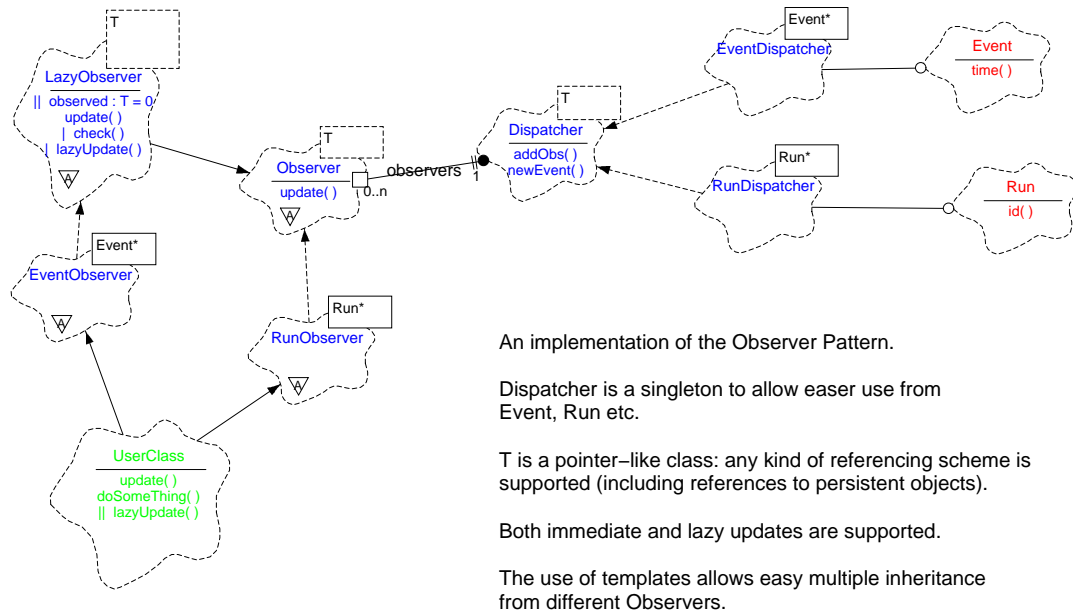 T
LazyObserver
|| observed : T = 0
update( )
| check( )
| lazyUpdate( )
A
Event*
EventObserver
A
T
Observer
update( )
A
0..n
observers
1
T
Dispatcher
addObs( )
newEvent( )
Event*
EventDispatcher
Event
time( )
Run*
RunDispatcher
Run
id( )
Run*
RunObserver
A
UserClass
update( )
doSomeThing( )
|| lazyUpdate( )
An implementation of the Observer Pattern.
Dispatcher is a singleton to allow easer use from
Event, Run etc.
T is a pointer−like class: any kind of referencing scheme is
supported (including references to persistent objects).
Both immediate and lazy updates are supported.
The use of templates allows easy multiple inheritance
from different Observers.